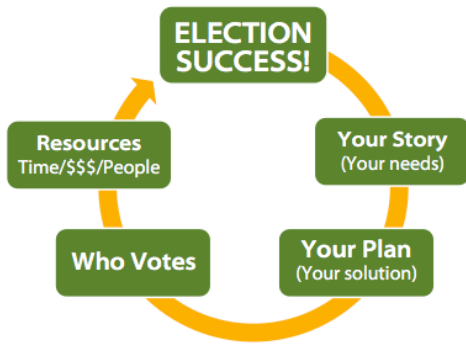 ELECTION
SUCCESS!
Your Story
(Your needs)
Your Plan
(Your solution)
Who Votes
Resources
Time/$$$/People